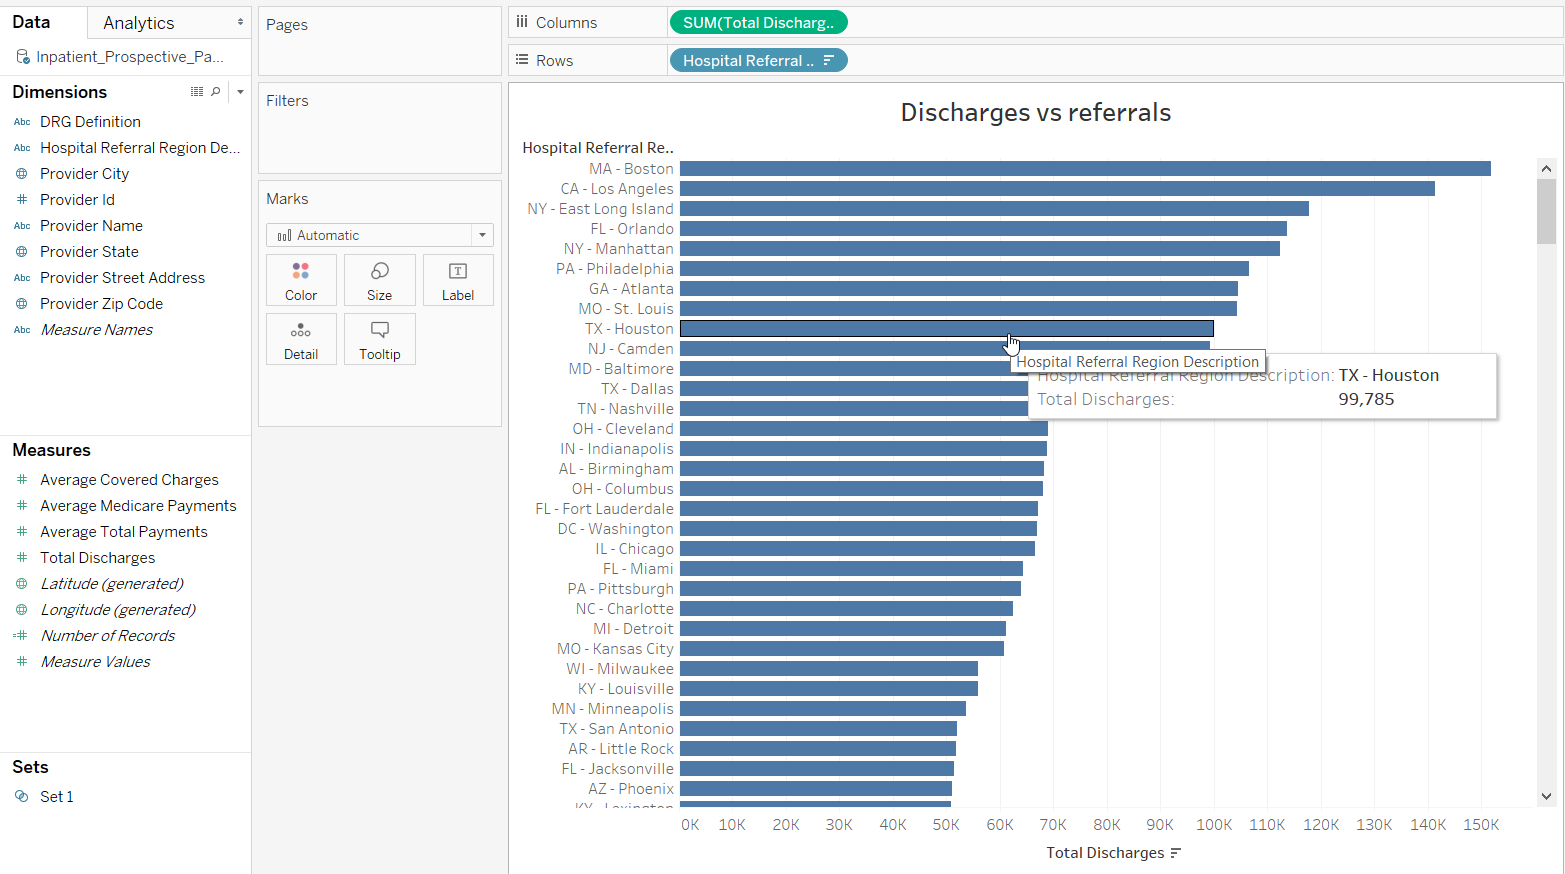 Data
Analytics
Inpatient_Prospective_Pa...
Dimensions
Abc DRG Definition
Abc Hospital Referral Region De...
Provider City
# Provider Id
Abc Provider Name
Provider State
Abc Provider Street Address
Provider Zip Code
Abc Measure Names
Measures
# Average Covered Charges
# Average Medicare Payments
# Average Total Payments
# Total Discharges
Latitude (generated)
Longitude (generated)
=# Number of Records
# Measure Values
Sets
Set 1
Pages
Filters
Marks
Automatic
Color
Size
T
Label
Detail
Tooltip
Columns
SUM(Total Discharg..
Rows
Hospital Referral ..
Discharges vs referrals
Hospital Referral Re..
MA - Boston
CA - Los Angeles
NY - East Long Island
FL - Orlando
NY - Manhattan
PA - Philadelphia
GA - Atlanta
MO - St. Louis
TX - Houston
NJ - Camden
MD - Baltimore
TX - Dallas
TN - Nashville
OH - Cleveland
IN - Indianapolis
AL - Birmingham
OH - Columbus
FL - Fort Lauderdale
DC - Washington
IL - Chicago
FL - Miami
PA - Pittsburgh
NC - Charlotte
MI - Detroit
MO - Kansas City
WI - Milwaukee
KY - Louisville
MN - Minneapolis
TX - San Antonio
AR - Little Rock
FL - Jacksonville
AZ - Phoenix
KY - Lexington
Hospital Referral Region Description
Hospital Referral Region Description: TX - Houston
Total Discharges: 99,785
0K 10K 20K 30K 40K 50K 60K 70K 80K 90K 100K 110K 120K 130K 140K 150K
Total Discharges